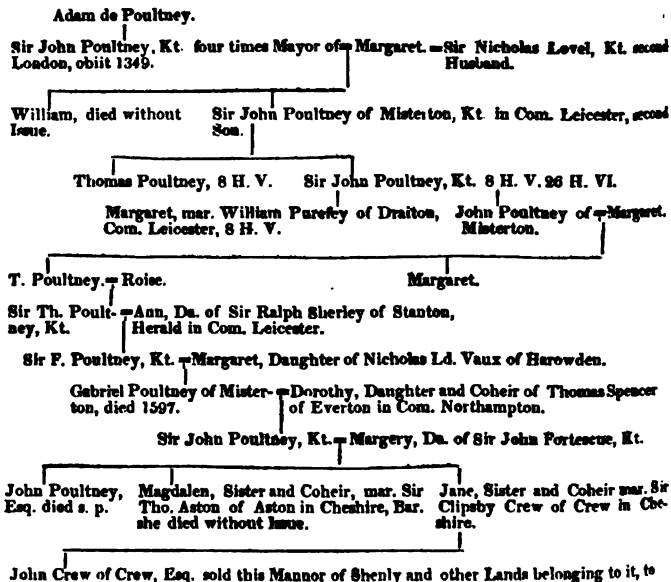 Adam de Poultney.
Sir John Poultney, Kt. four times Mayor of Margaret. Sir Nicholas Lovel, Kt. second
London, obiit 1349. Husband.
William, died without Sir John Poultney of Misterton, Kt. in Com. Leicester, second
Issue. Son.
Thomas Poultney, 8 H. V. Sir John Poultney, Kt. 8 H. V. 26 H. VI.
Margaret, mar. William Purefey of Draiton, John Poultney of Margaret.
Com. Leicester, 8 H. V. Misterton.
T. Poultney. Roise. Margaret.
Sir Th. Poult- Ann, Da. of Sir Ralph Sherley of Stanton,
ney, Kt. Herald in Com. Leicester.
Sir F. Poultney, Kt. Margaret, Daughter of Nicholas Ld. Vaux of Harowden.
Gabriel Poultney of Mister- Dorothy, Daughter and Coheir of Thomas Spencer
ton, died 1597. of Everton in Com. Northampton.
Sir John Poultney, Kt. Margery, Da. of Sir John Fortescue, Kt.
John Poultney, Magdalen, Sister and Coheir, mar. Sir Jane, Sister and Coheir mar. Sir
Esq. died s. p. Tho. Aston of Aston in Cheshire, Bar. Clipsby Crew of Crew in Che-
she died without Issue. shire.
John Crew of Crew, Esq. sold this Mannor of Shenly and other Lands belonging to it, to